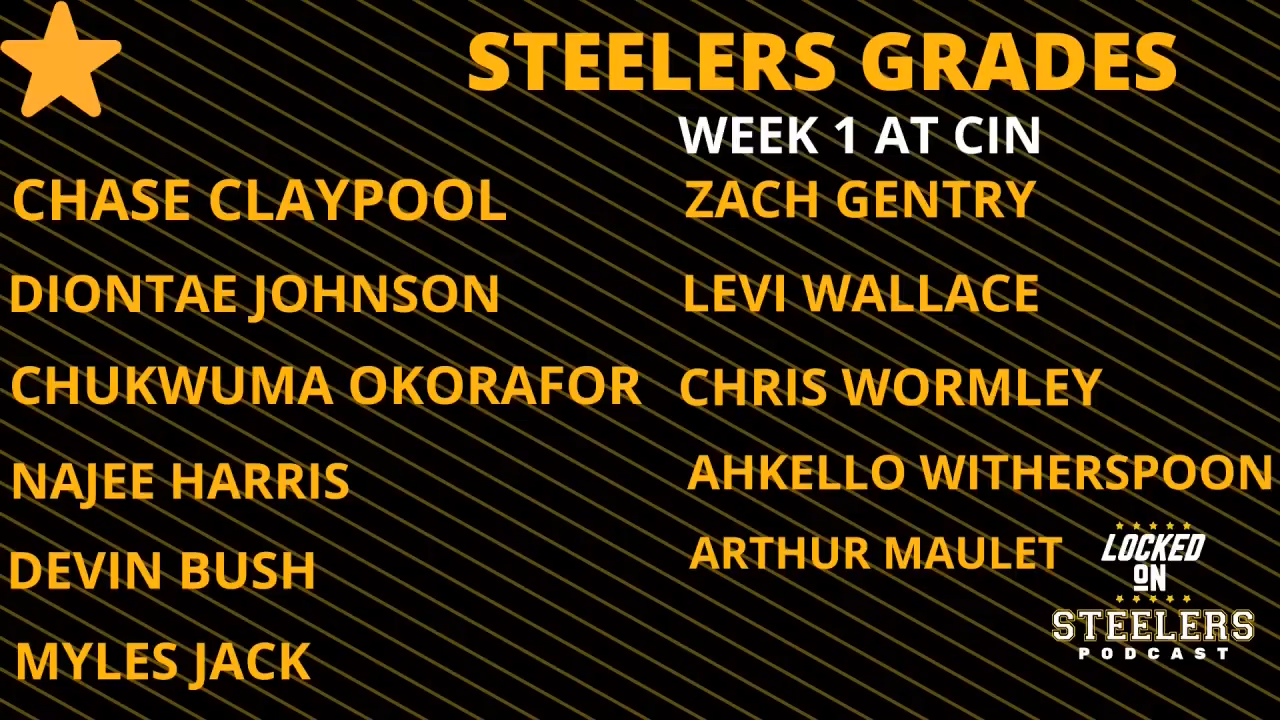 STEELERS GRADES
WEEK 1 AT CIN
CHASE CLAYPOOL
DIONTAE JOHNSON
CHUKWUMA OKORAFOR
NAJEE HARRIS
DEVIN BUSH
MYLES JACK
ZACH GENTRY
LEVI WALLACE
CHRIS WORMLEY
AHKELLO WITHERSPOON
ARTHUR MAULET
LOCKED
ON
STEELERS
PODCAST